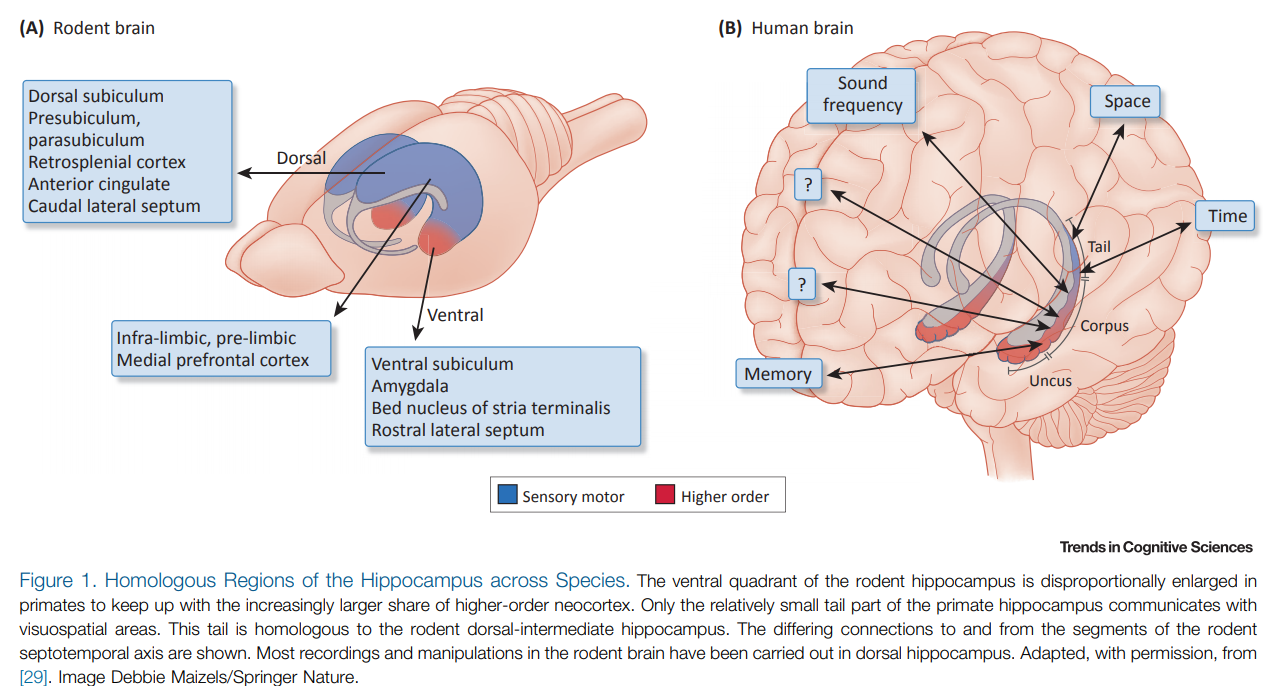 (A) Rodent brain
Dorsal subiculum
Presubiculum,
parasubiculum
Retrosplenial cortex
Anterior cingulate
Caudal lateral septum
Dorsal
Infra-limbic, pre-limbic
Medial prefrontal cortex
Ventral
Ventral subiculum
Amygdala
Bed nucleus of stria terminalis
Rostral lateral septum
(B) Human brain
Sound
frequency
Space
?
Time
Tail
?
Corpus
Memory
Uncus
Sensory motor
Higher order
Trends in Cognitive Sciences
Figure 1. Homologous Regions of the Hippocampus across Species. The ventral quadrant of the rodent hippocampus is disproportionally enlarged in
primates to keep up with the increasingly larger share of higher-order neocortex. Only the relatively small tail part of the primate hippocampus communicates with
visuospatial areas. This tail is homologous to the rodent dorsal-intermediate hippocampus. The differing connections to and from the segments of the rodent
septotemporal axis are shown. Most recordings and manipulations in the rodent brain have been carried out in dorsal hippocampus. Adapted, with permission, from
[29]. Image Debbie Maizels/Springer Nature.